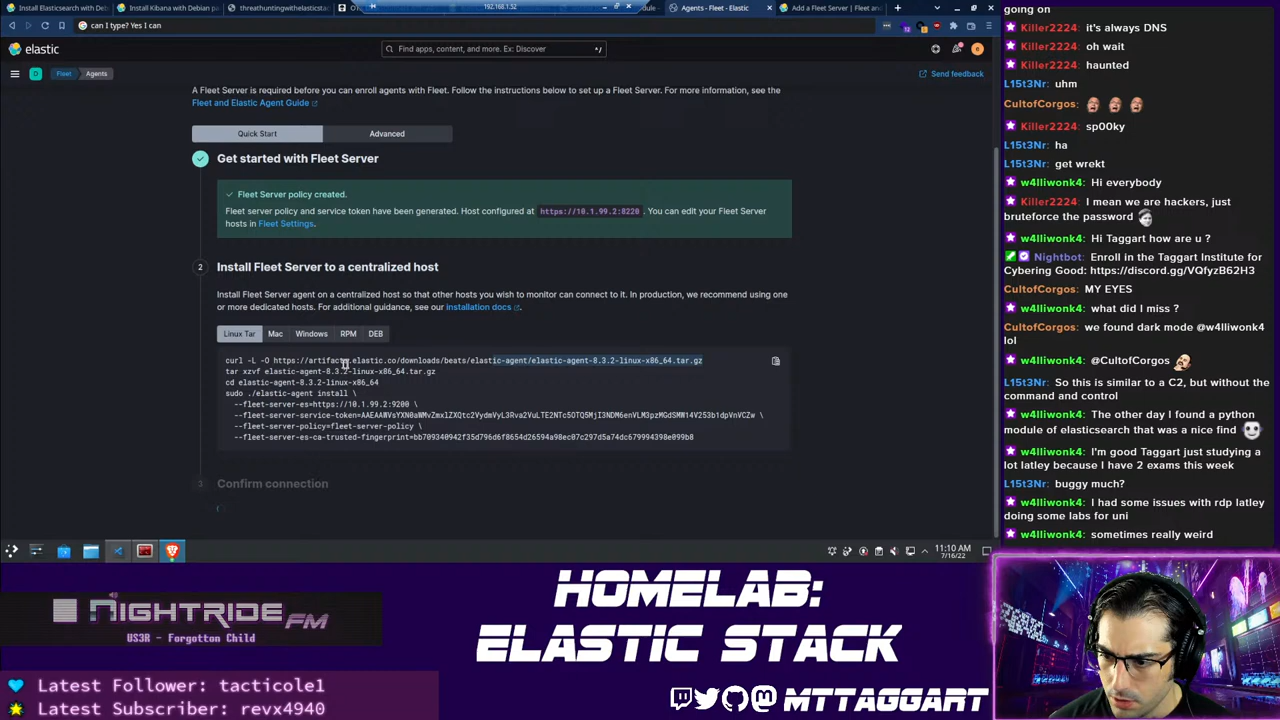 Install Elasticsearch with Debian
Install Kibana with Debian pa
threathuntingwithelasticstac
192.168.1.52
Agents - Fleet - Elastic
Add a Fleet Server | Fleet and
can I type? Yes I can
elastic
Find apps, content, and more. Ex: Discover
Fleet
Agents
Send feedback
A Fleet Server is required before you can enroll agents with Fleet. Follow the instructions below to set up a Fleet Server. For more information, see the
Fleet and Elastic Agent Guide
Quick Start
Advanced
Get started with Fleet Server
Fleet Server policy created.
Fleet server policy and service token have been generated. Host configured at https://10.1.99.2:8220. You can edit your Fleet Server
hosts in Fleet Settings.
2
Install Fleet Server to a centralized host
Install Fleet Server agent on a centralized host so that other hosts you wish to monitor can connect to it. In production, we recommend using one
or more dedicated hosts. For additional guidance, see our installation docs.
Linux Tar
Mac
Windows
RPM
DEB
curl -L -O https://artifacts.elastic.co/downloads/beats/elastic-agent/elastic-agent-8.3.2-linux-x86_64.tar.gz
tar xzvf elastic-agent-8.3.2-linux-x86_64.tar.gz
cd elastic-agent-8.3.2-linux-x86_64
sudo ./elastic-agent install \
--fleet-server-es=https://10.1.99.2:9200 \
--fleet-server-policy=fleet-server-policy \
3
Confirm connection
11:10 AM
7/16/22
going on
Killer2224: it's always DNS
Killer2224: oh wait
Killer2224: haunted
L15t3Nr: uhm
CultofCorgos:
Killer2224: sp00ky
L15t3Nr: ha
L15t3Nr: get wrekt
w4lliwonk4: Hi everybody
Killer2224: I mean we are hackers, just
bruteforce the password
w4lliwonk4: Hi Taggart how are u ?
Nightbot: Enroll in the Taggart Institute for
Cybering Good: https://discord.gg/VQfyzB62H3
CultofCorgos: MY EYES
w4lliwonk4: what did I miss ?
CultofCorgos: we found dark mode @w4lliwonk4
lol
w4lliwonk4: @CultofCorgos
L15t3Nr: So this is similar to a C2, but without the
command and control
w4lliwonk4: The other day I found a python
module of elasticsearch that was a nice find
w4lliwonk4: I'm good Taggart just studying a
lot latley because I have 2 exams this week
L15t3Nr: buggy much?
w4lliwonk4: I had some issues with rdp latley
doing some labs for uni
w4lliwonk4: sometimes really weird
NIGHTRIDE FM
US3R - Forgotten Child
HOMELAB:
ELASTIC STACK
Latest Follower: tacticole1
Latest Subscriber: revx4940
MTTAGGART